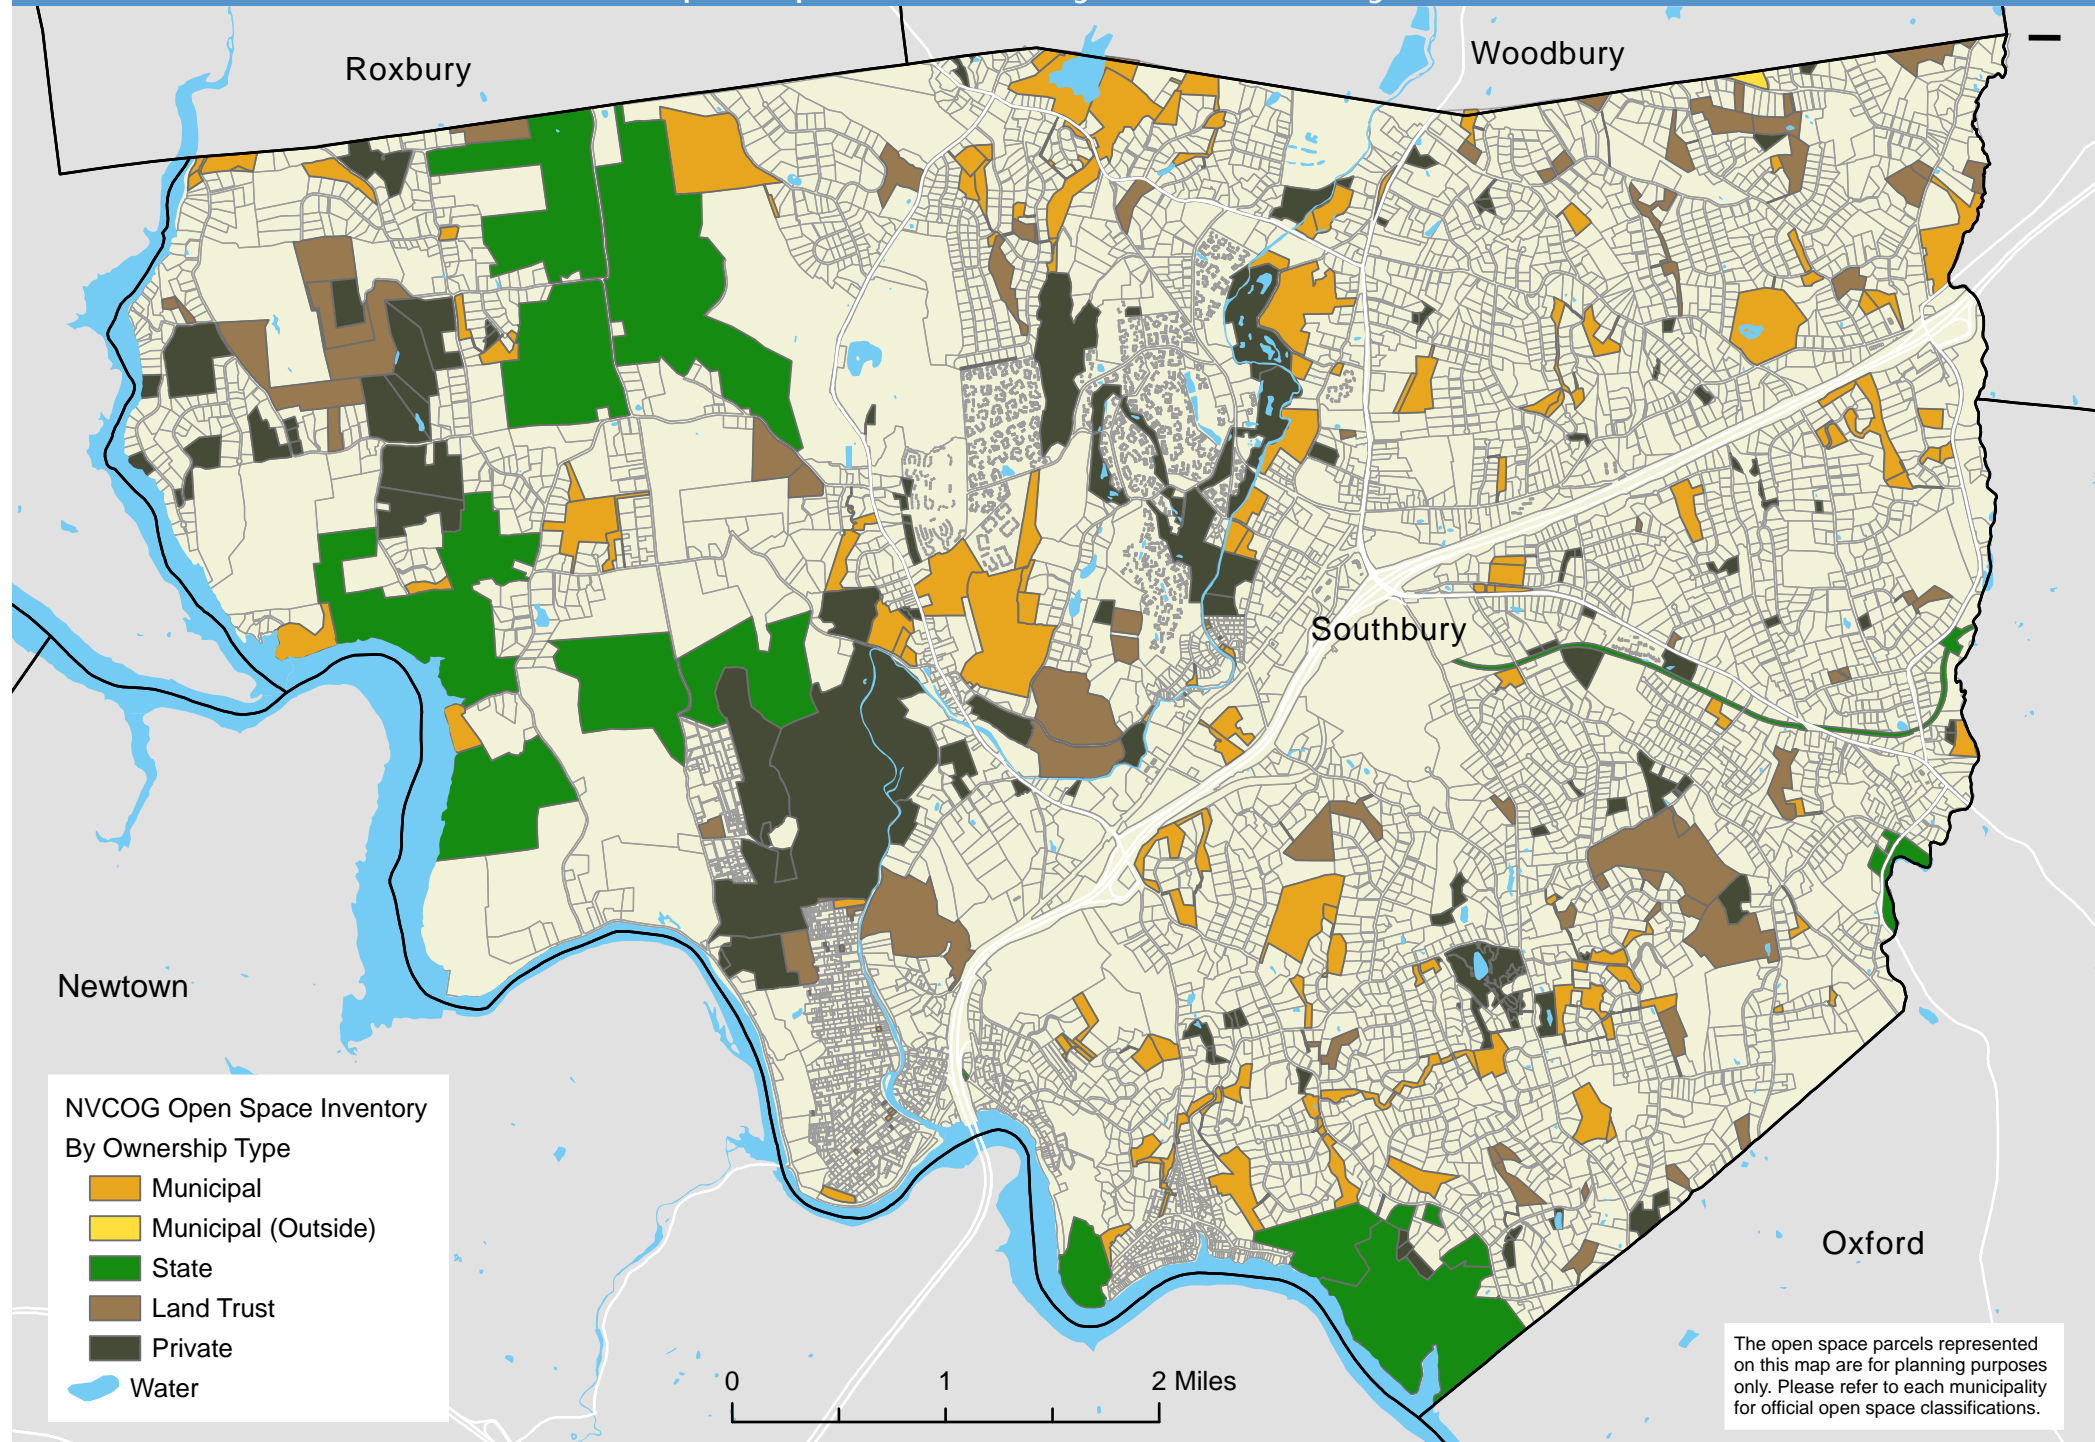 Roxbury
Woodbury
Southbury
Newtown
NVCOG Open Space Inventory
By Ownership Type
Municipal
Municipal (Outside)
State
Land Trust
Private
Water
0 1 2 Miles
Oxford
The open space parcels represented
on this map are for planning purposes
only. Please refer to each municipality
for official open space classifications.